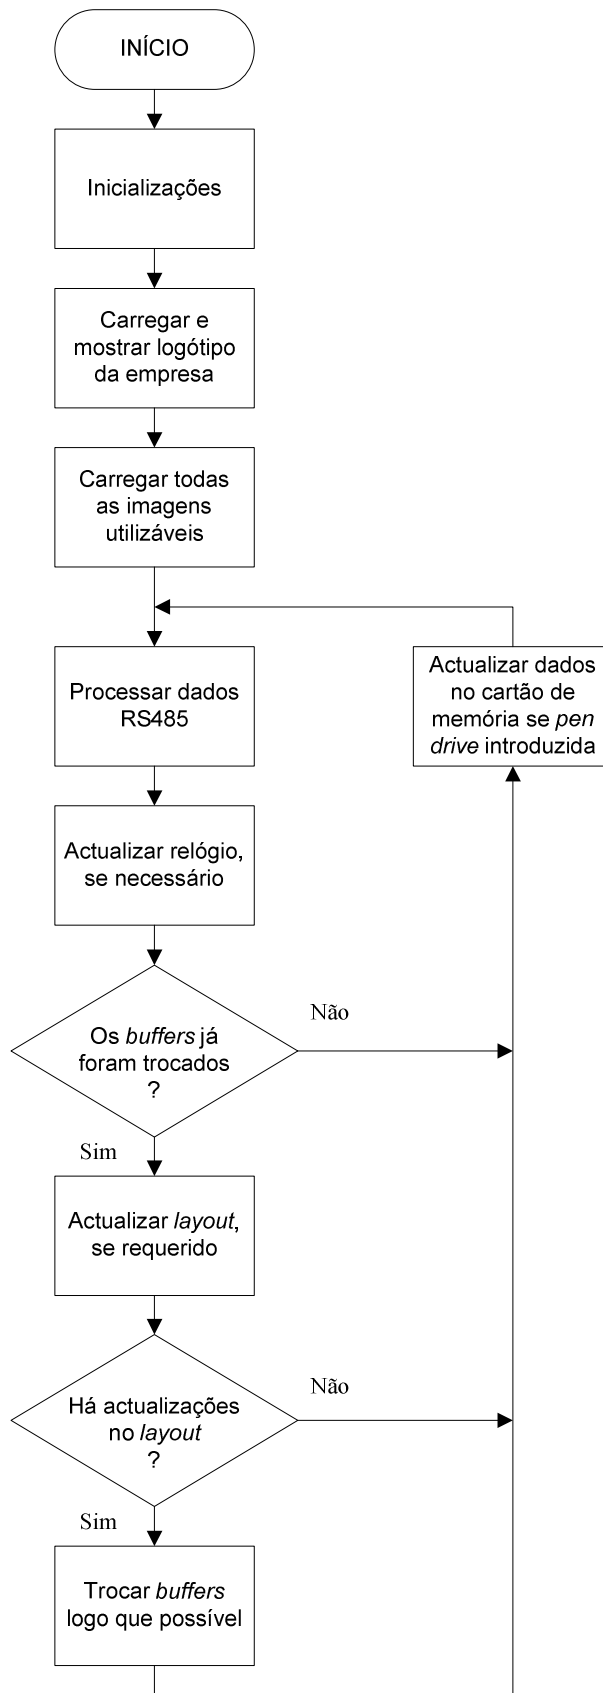 INÍCIO
Inicializações
Carregar e
mostrar logótipo
da empresa
Carregar todas
as imagens
utilizáveis
Processar dados
RS485
Actualizar dados
no cartão de
memória se pen
drive introduzida
Actualizar relógio,
se necessário
Os buffers já
foram trocados
?
Não
Sim
Actualizar layout,
se requerido
Há actualizações
no layout
?
Não
Sim
Trocar buffers
logo que possível